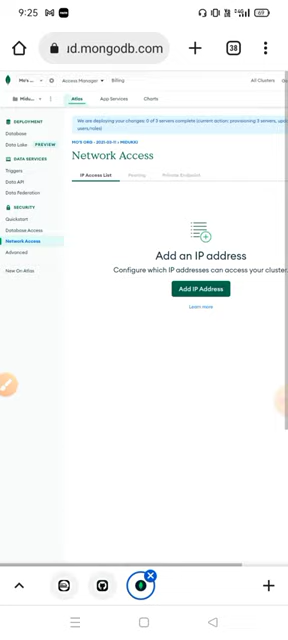 9:25
69
.mongodb.com
38
Mo's ...
Access Manager
Billing
All Clusters
Midu...
Atlas
App Services
Charts
DEPLOYMENT
Database
Data Lake
PREVIEW
DATA SERVICES
Triggers
Data API
Data Federation
SECURITY
Quickstart
Database Access
Network Access
Advanced
New On Atlas
We are deploying your changes: 0 of 3 servers complete (current action: provisioning 3 servers,
users/roles)
Network Access
IP Access List
Peering
Private Endpoint
Add an IP address
Configure which IP addresses can access your cluster.
Add IP Address
Learn more